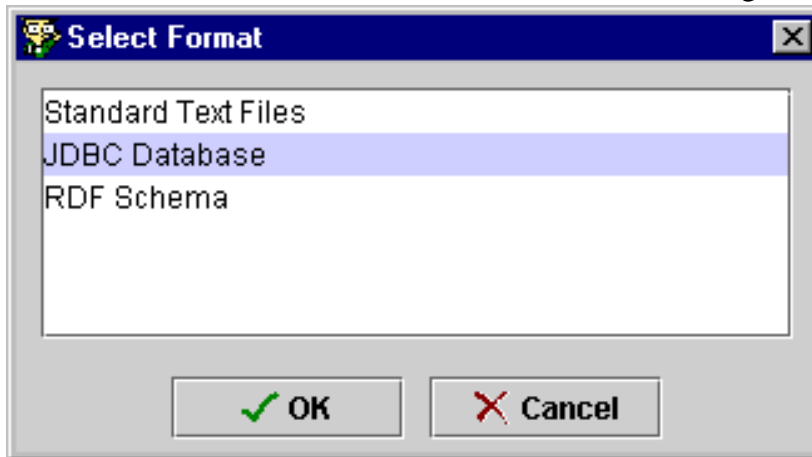 Select Format
Standard Text Files
JDBC Database
RDF Schema
OK
Cancel